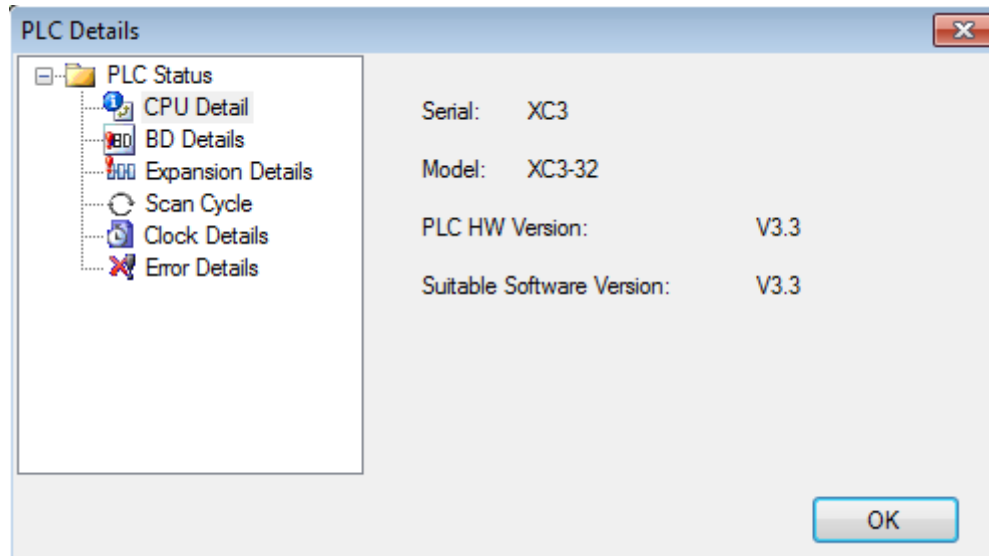 PLC Details
PLC Status
CPU Detail
BD Details
Expansion Details
Scan Cycle
Clock Details
Error Details
Serial: XC3
Model: XC3-32
PLC HW Version: V3.3
Suitable Software Version: V3.3
OK